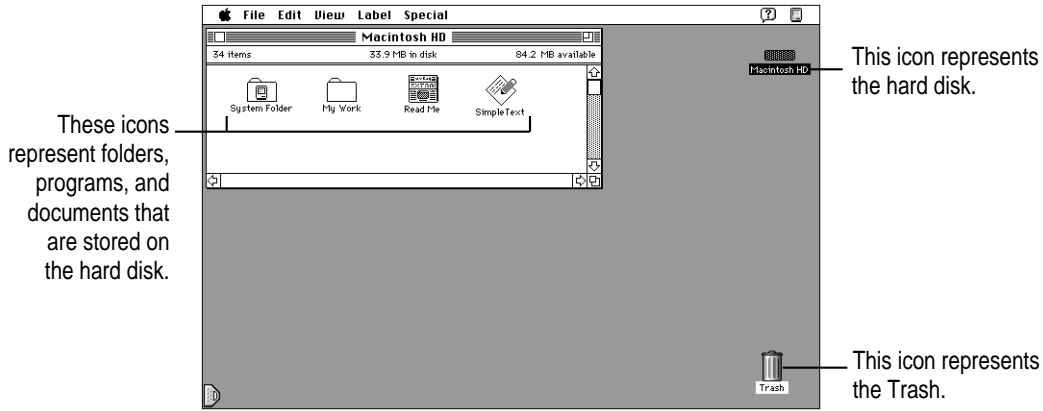 File Edit View Label Special
Macintosh HD
34 items 33.9 MB in disk 84.2 MB available
System Folder My Work Read Me SimpleText
Macintosh HD
This icon represents
the hard disk.
These icons
represent folders,
programs, and
documents that
are stored on
the hard disk.
Trash
This icon represents
the Trash.